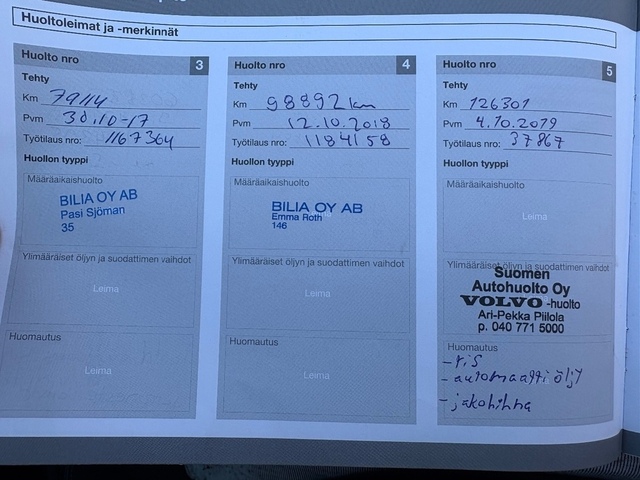 Huoltoleimat ja -merkinnät
Huolto nro 3
Tehty
Km 79114
Pvm 30.10-17
Työtilaus nro: 1167364
Huollon tyyppi
Määräaikaishuolto
BILIA OY AB
Pasi Sjöman
35
Ylimääräiset öljyn ja suodattimen vaihdot
Leima
Huomautus
Leima
Huolto nro 4
Tehty
Km 98892km
Pvm 12.10.2018
Työtilaus nro: 1184158
Huollon tyyppi
Määräaikaishuolto
BILIA OY AB
Emma Roth
146
Ylimääräiset öljyn ja suodattimen vaihdot
Leima
Huomautus
Leima
Huolto nro 5
Tehty
Km 126301
Pvm 4.10.2019
Työtilaus nro: 37867
Huollon tyyppi
Määräaikaishuolto
Leima
Ylimääräiset öljyn ja suodattimen vaihdot
Suomen
Autohuolto Oy
VOLVO -huolto
Ari-Pekka Piilola
p. 040 771 5000
Huomautus
- automaatti öljy
- jakohihna